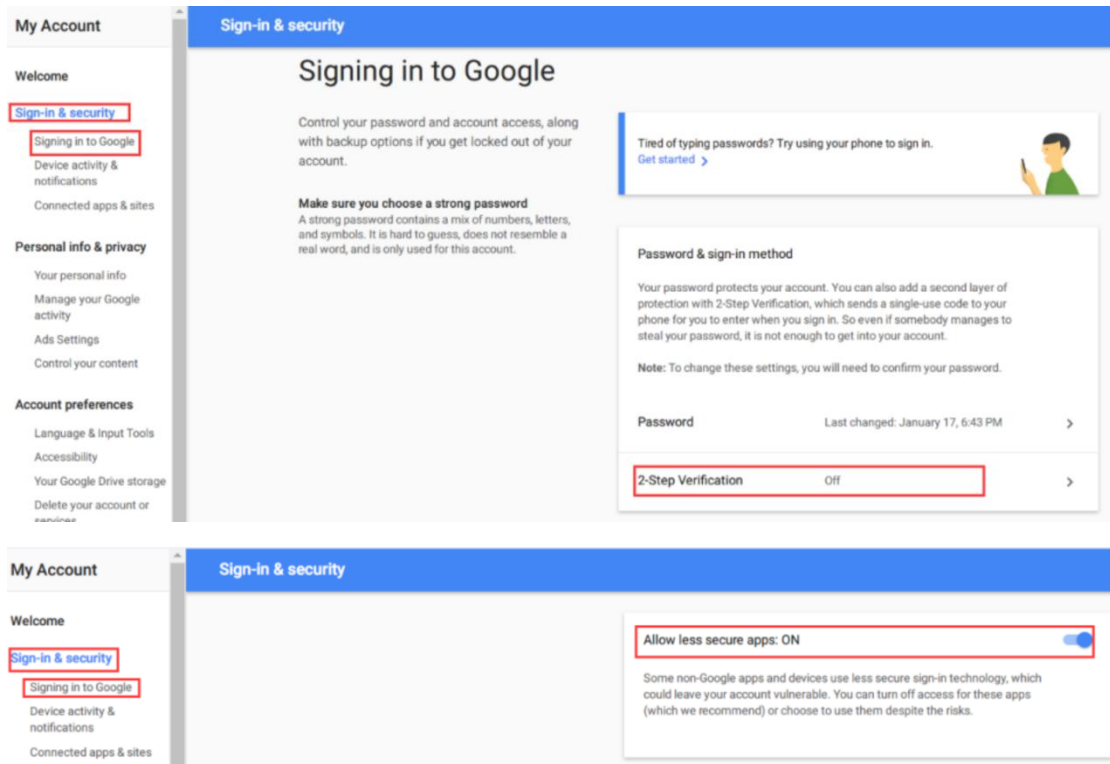 My Account
Sign-in & security
Welcome
Sign-in & security
Signing in to Google
Device activity &
notifications
Connected apps & sites
Personal info & privacy
Your personal info
Manage your Google
activity
Ads Settings
Control your content
Account preferences
Language & Input Tools
Accessibility
Your Google Drive storage
Delete your account or
services
Signing in to Google
Control your password and account access, along
with backup options if you get locked out of your
account.
Make sure you choose a strong password
A strong password contains a mix of numbers, letters,
and symbols. It is hard to guess, does not resemble a
real word, and is only used for this account.
Tired of typing passwords? Try using your phone to sign in.
Get started
Password & sign-in method
Your password protects your account. You can also add a second layer of
protection with 2-Step Verification, which sends a single-use code to your
phone for you to enter when you sign in. So even if somebody manages to
steal your password, it is not enough to get into your account.
Note: To change these settings, you will need to confirm your password.
Password Last changed: January 17, 6:43 PM
2-Step Verification Off
My Account
Sign-in & security
Welcome
Sign-in & security
Signing in to Google
Device activity &
notifications
Connected apps & sites
Allow less secure apps: ON
Some non-Google apps and devices use less secure sign-in technology, which
could leave your account vulnerable. You can turn off access for these apps
(which we recommend) or choose to use them despite the risks.